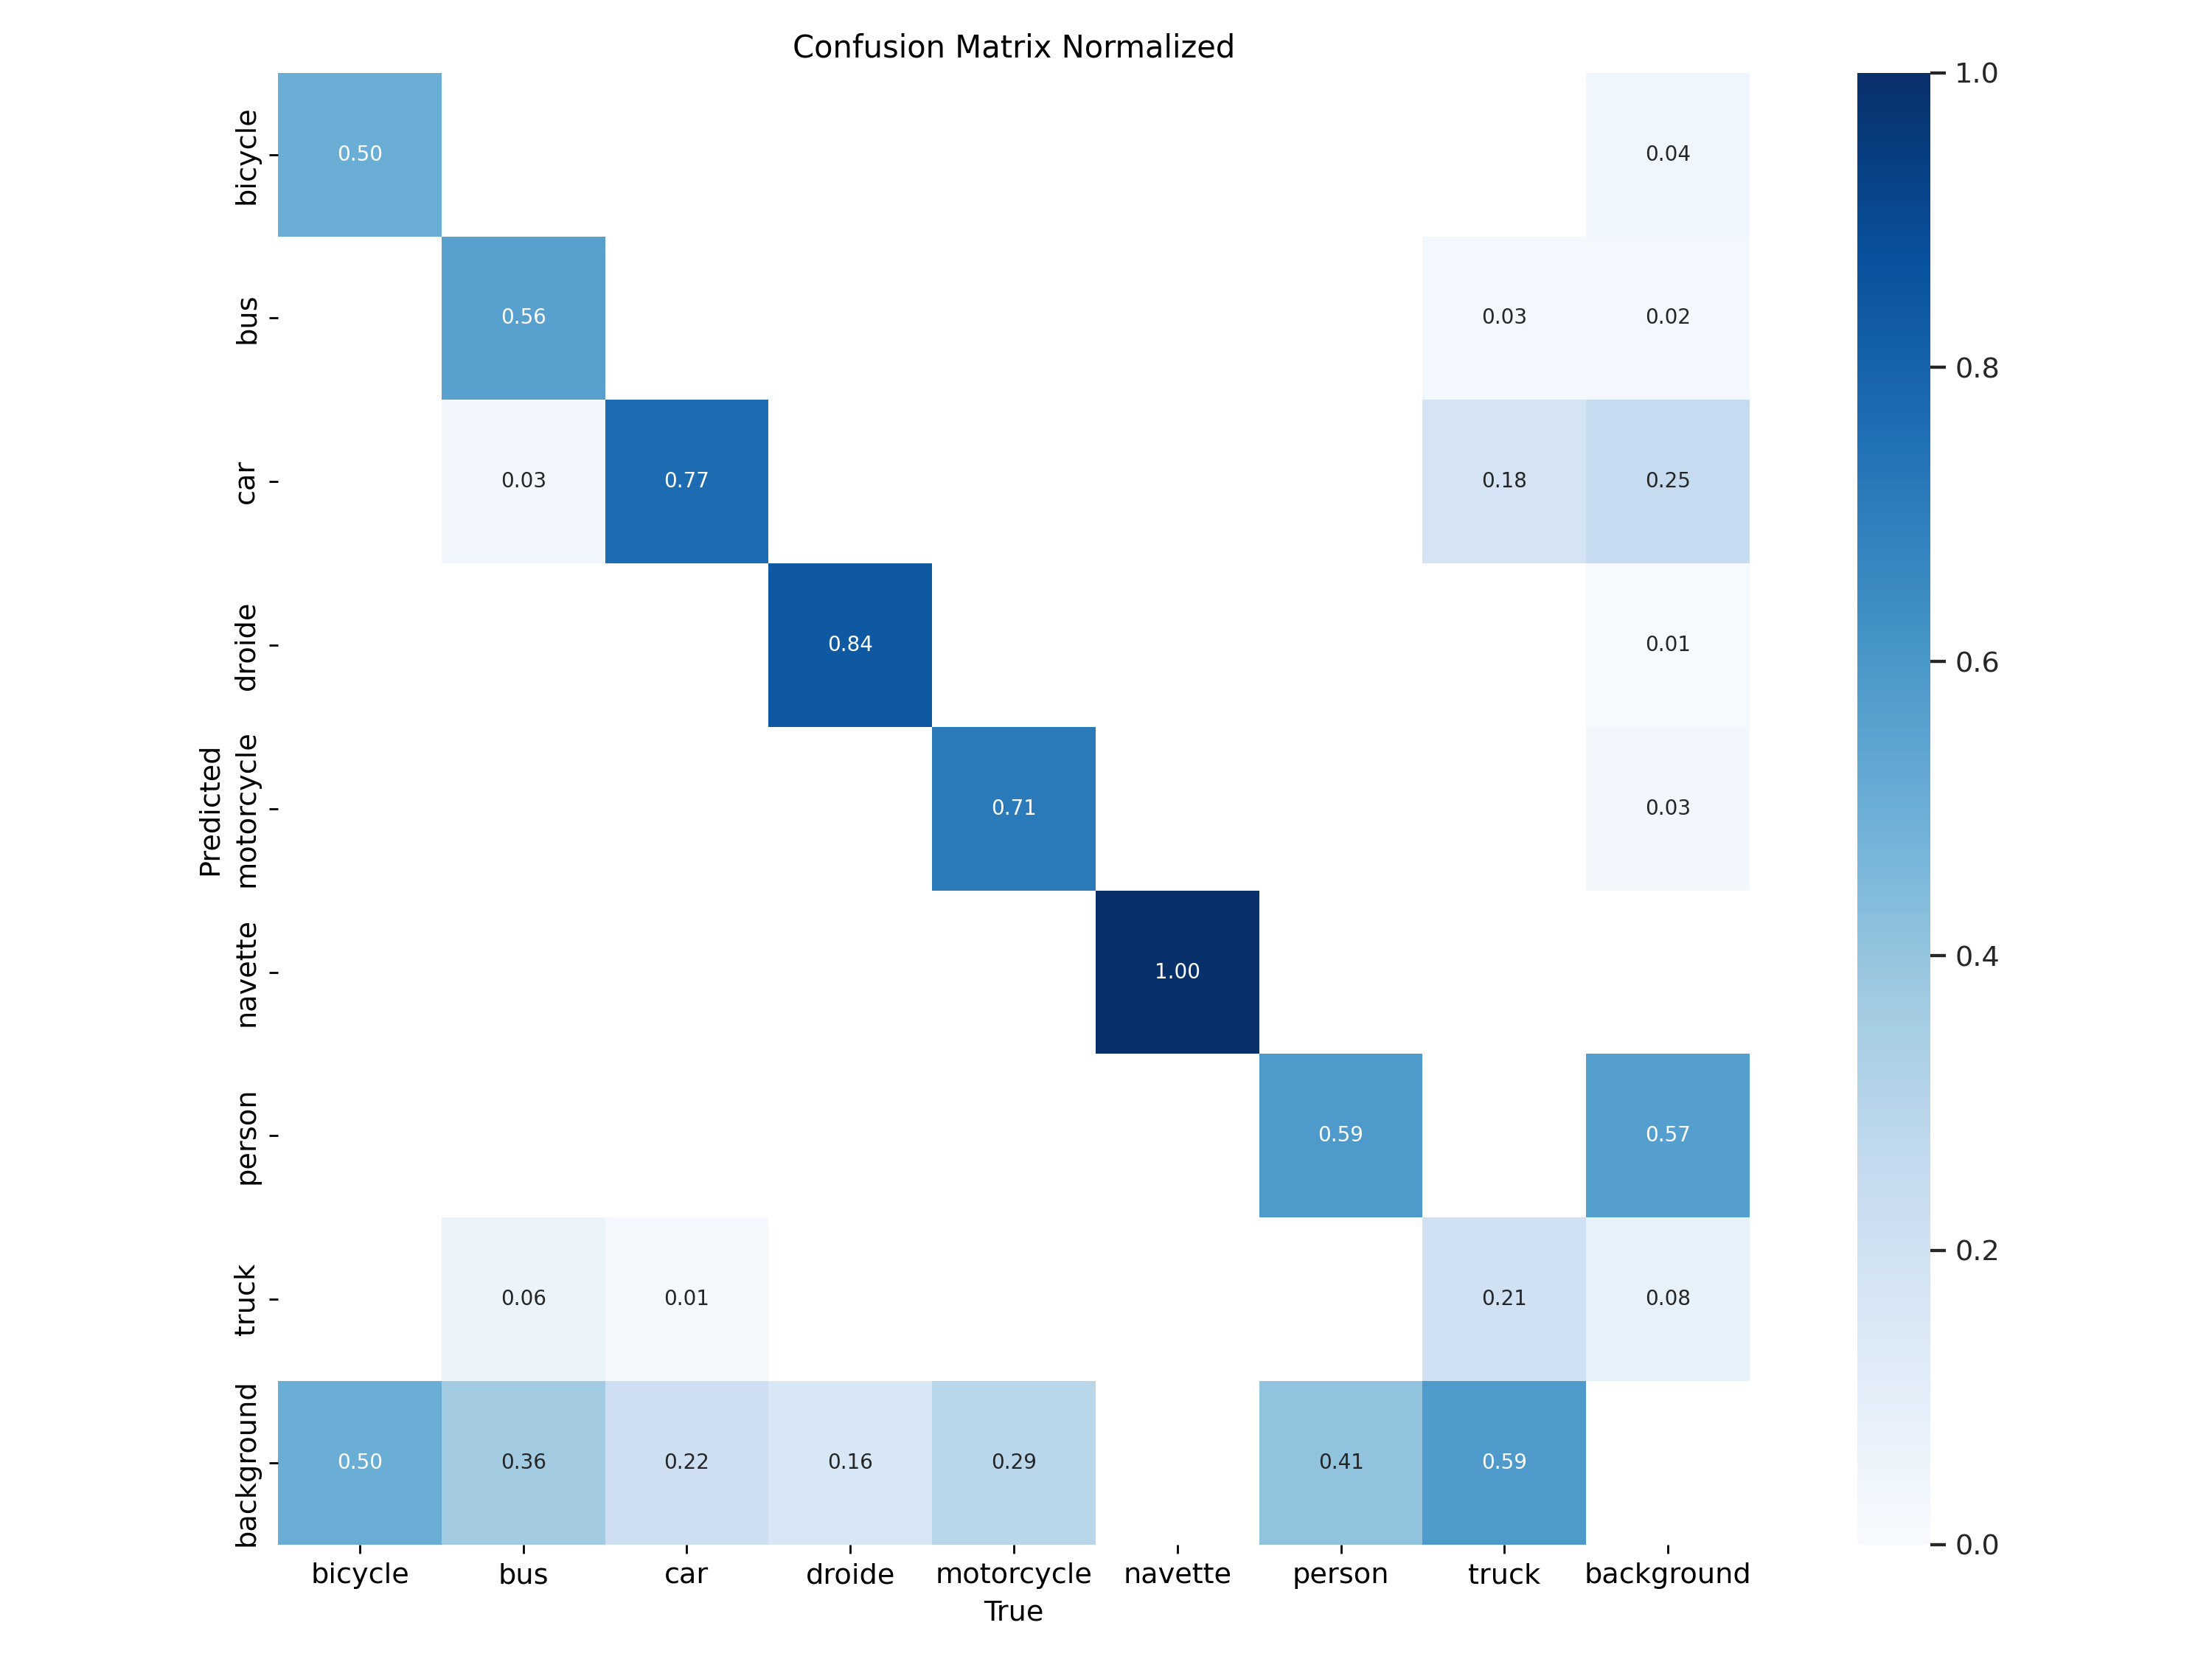 Confusion Matrix Normalized
1.0
bicycle
0.50
0.04
bus
0.56
0.03
0.02
0.8
car
0.03
0.77
0.18
0.25
droide
0.84
0.01
0.6
Predicted
motorcycle
0.71
0.03
navette
1.00
0.4
person
0.59
0.57
truck
0.06
0.01
0.21
0.08
0.2
background
0.50
0.36
0.22
0.16
0.29
0.41
0.59
0.0
bicycle
bus
car
droide
motorcycle
navette
person
truck
background
True